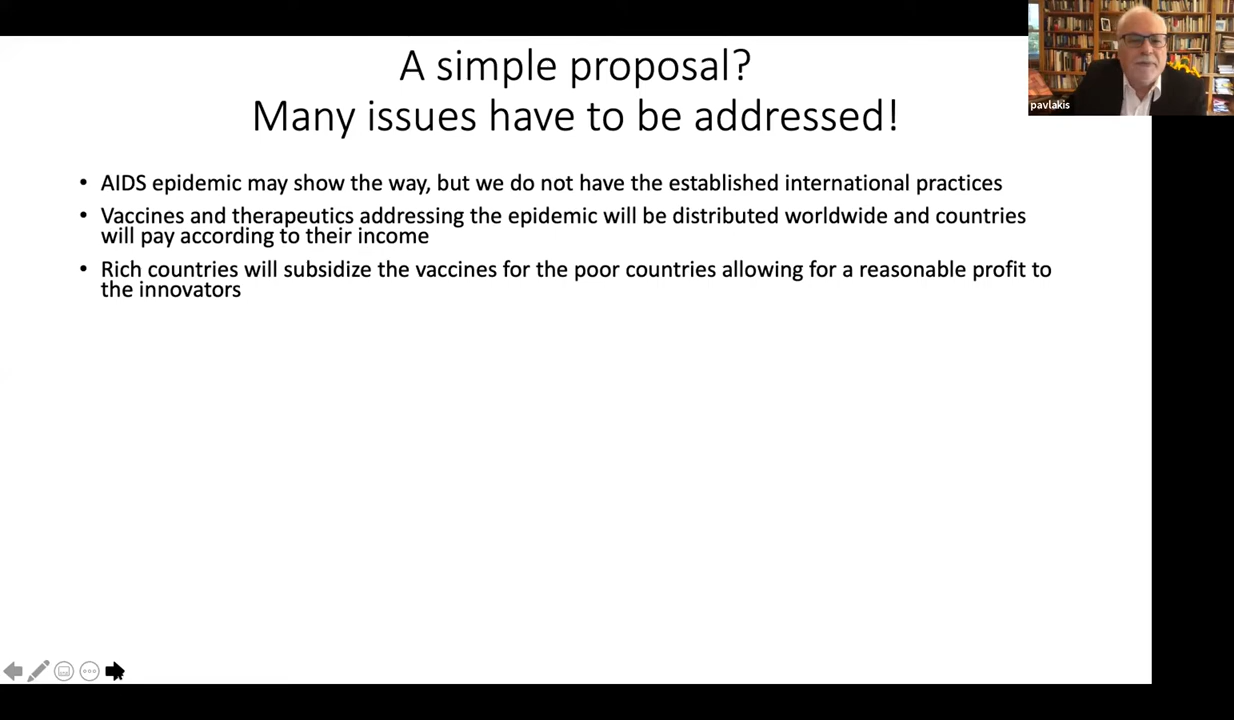 A simple proposal?
Many issues have to be addressed!
pavlakis
• AIDS epidemic may show the way, but we do not have the established international practices
• Vaccines and therapeutics addressing the epidemic will be distributed worldwide and countries
will pay according to their income
• Rich countries will subsidize the vaccines for the poor countries allowing for a reasonable profit to
the innovators